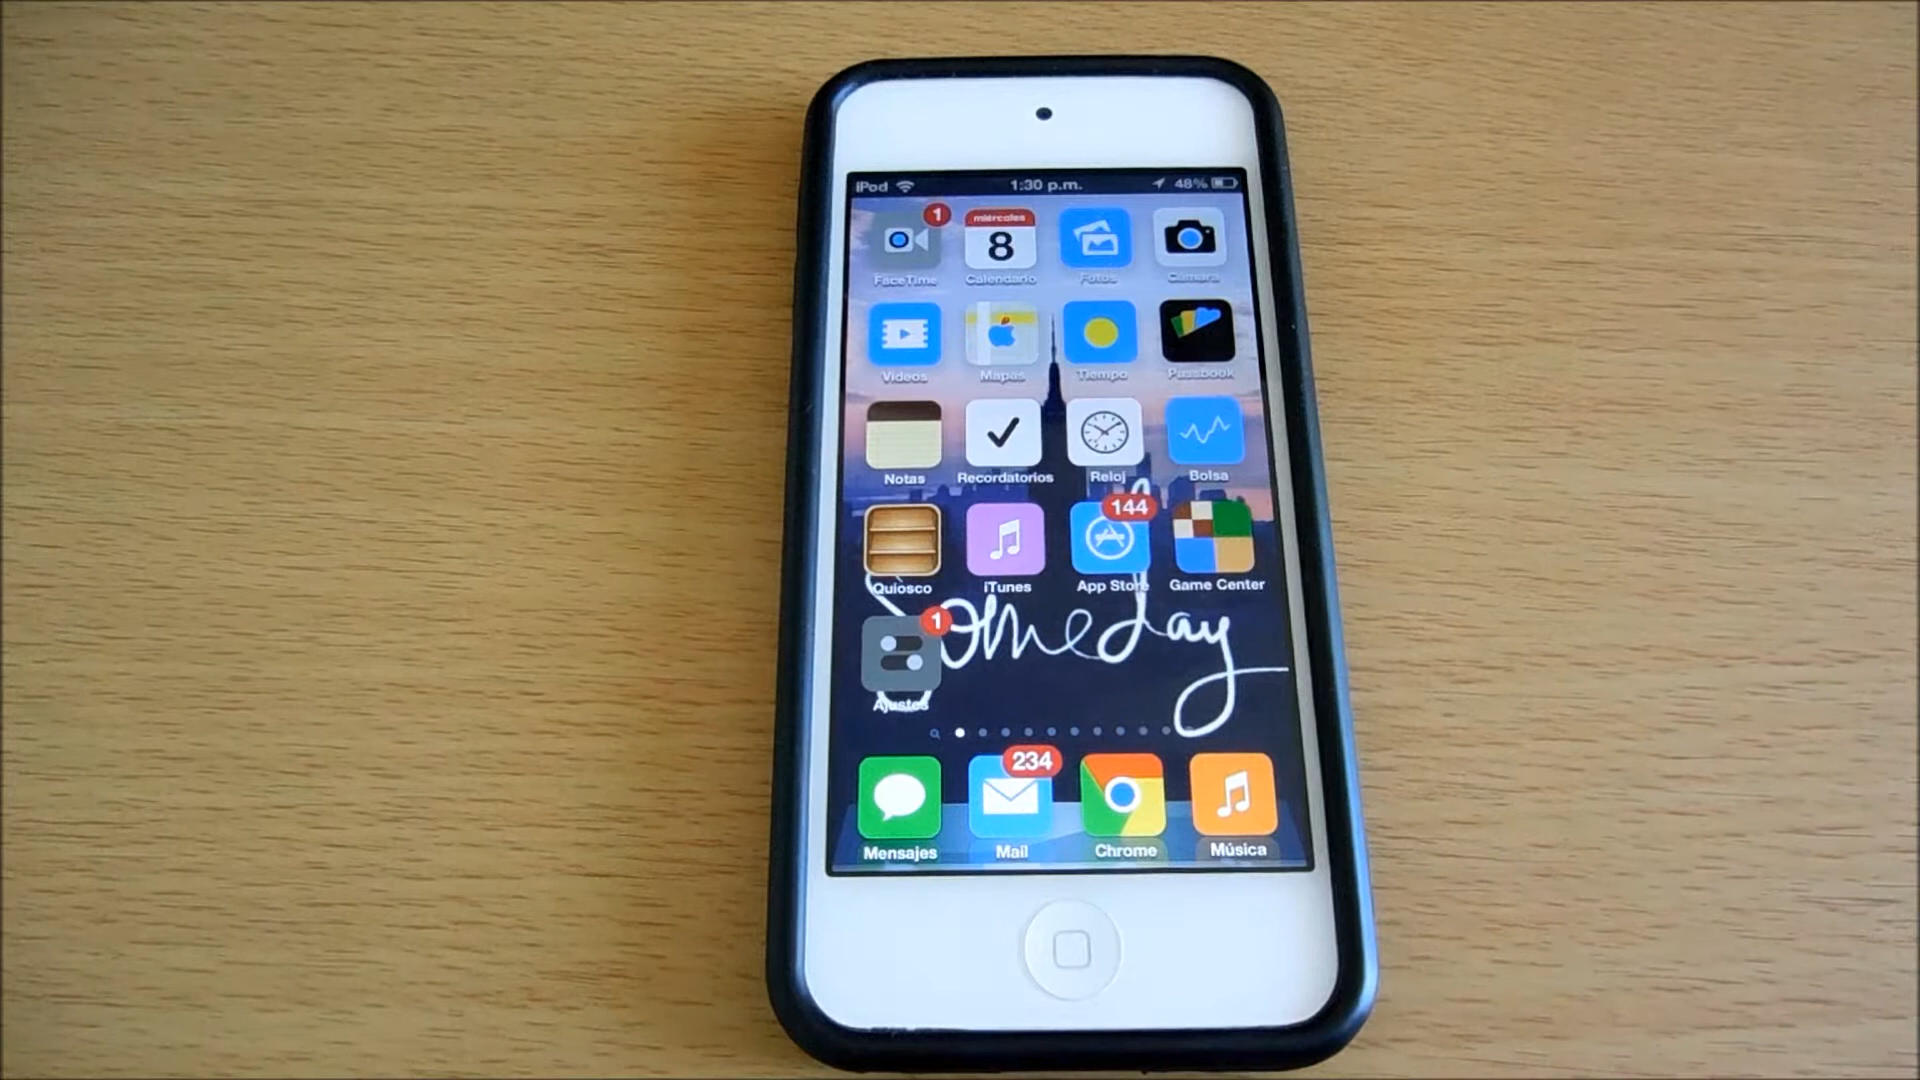 iPod 1:30 p.m. 48%
1 miércoles
8
FaceTime Calendario Fotos Cámara
Videos Mapas Tiempo Passbook
Notas Recordatorios Reloj Bolsa
144
Quiosco iTunes App Store Game Center
Someday
1
Ajustes
234
Mensajes Mail Chrome Música